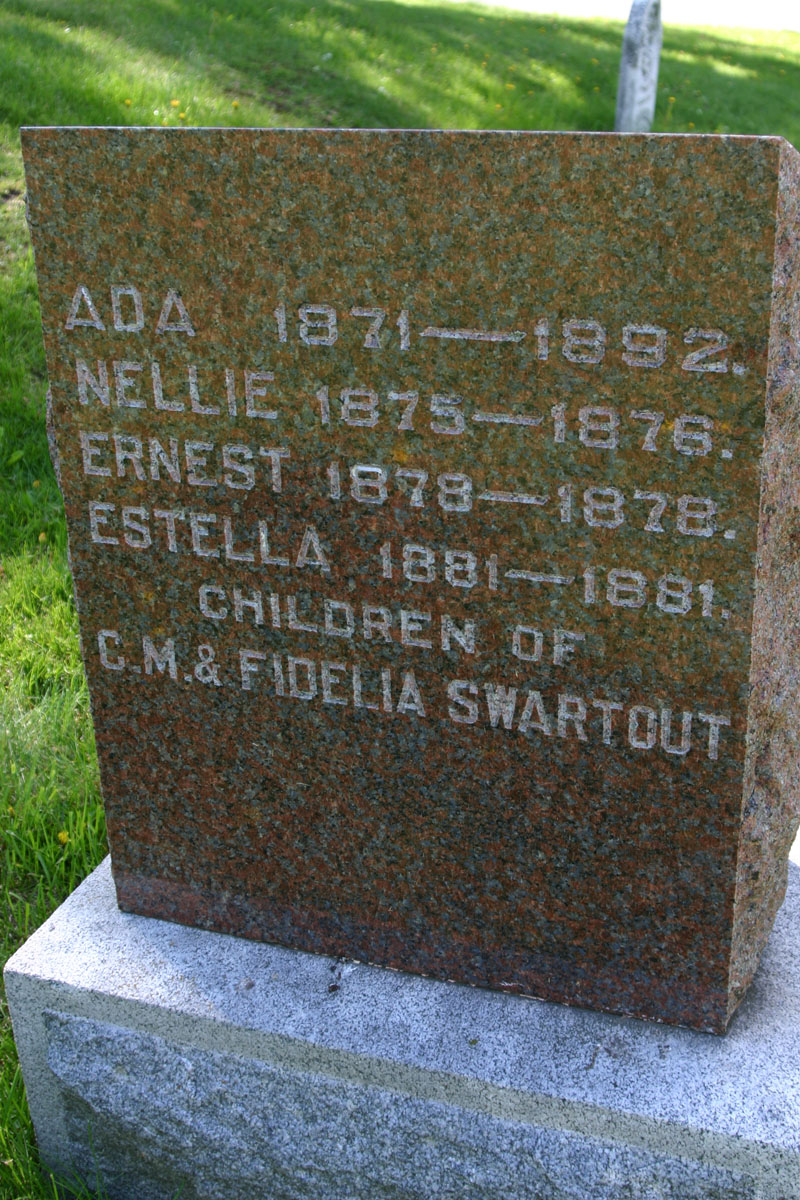 ADA 1871—1892.
NELLIE 1875—1876.
ERNEST 1878—1878.
ESTELLA 1881—1881.
CHILDREN OF
C.M.& FIDELIA SWARTOUT